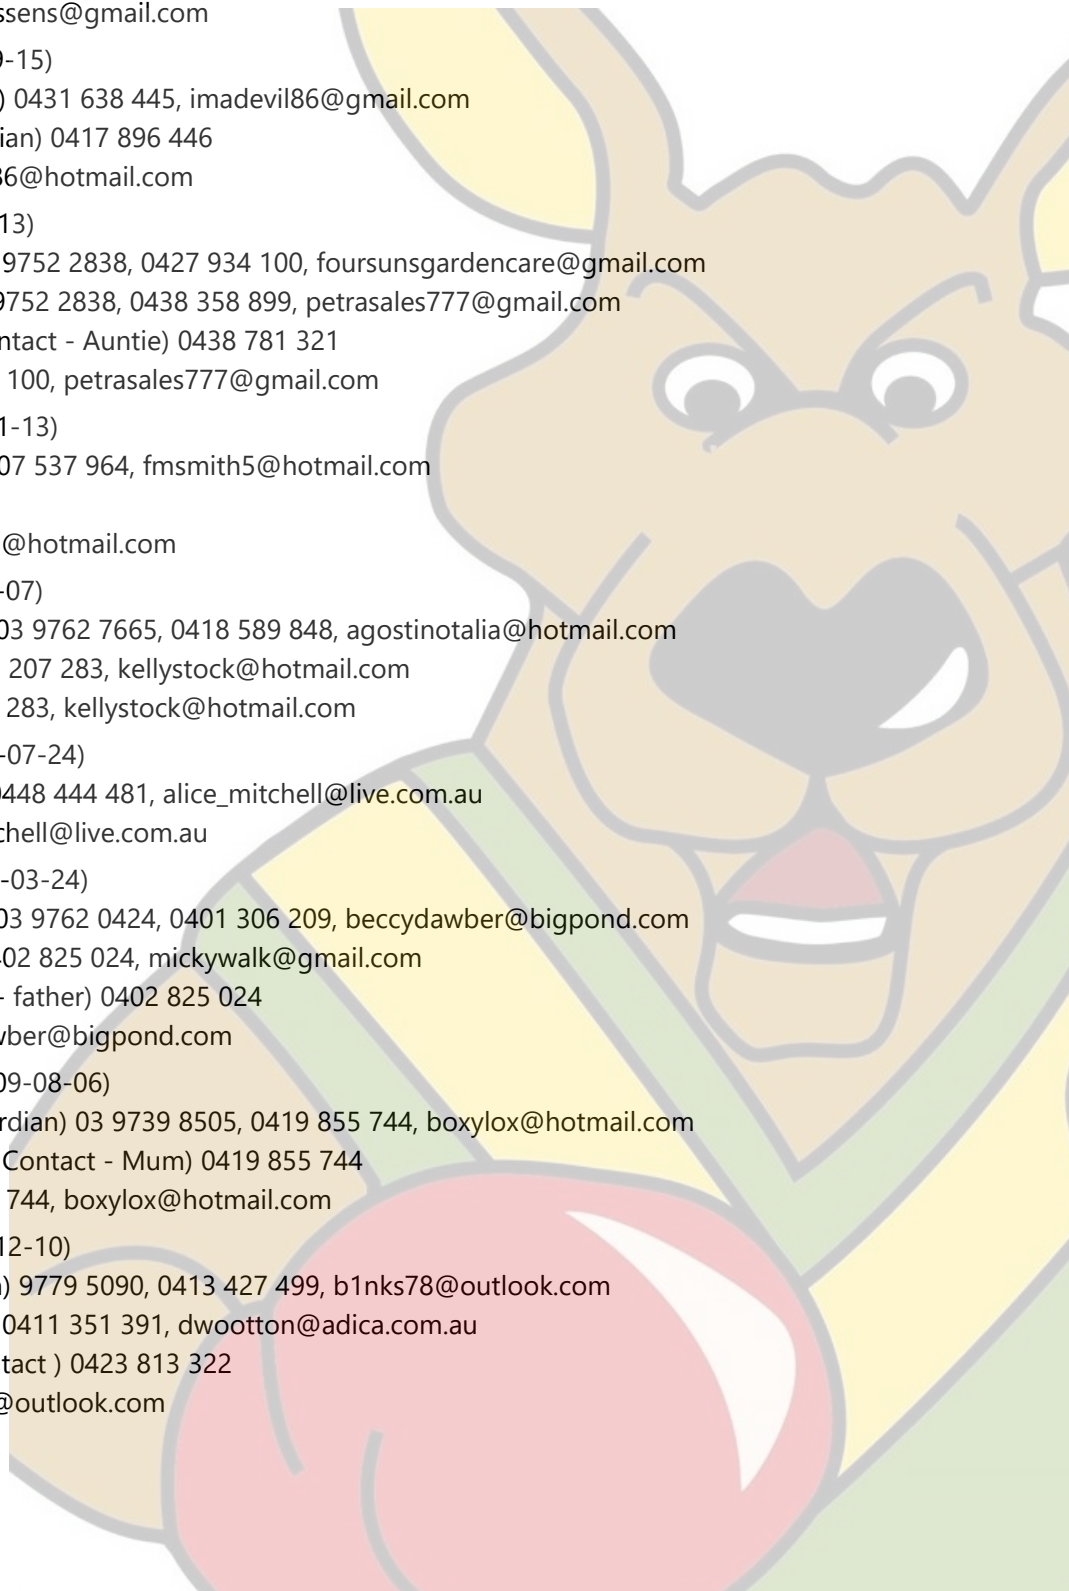 ssens@gmail.com
9-15)
) 0431 638 445, imadevil86@gmail.com
ian) 0417 896 446
86@hotmail.com
13)
9752 2838, 0427 934 100, foursunsgardencare@gmail.com
9752 2838, 0438 358 899, petrasales777@gmail.com
ntact - Auntie) 0438 781 321
100, petrasales777@gmail.com
1-13)
07 537 964, fmsmith5@hotmail.com
@hotmail.com
-07)
03 9762 7665, 0418 589 848, agostinotalia@hotmail.com
207 283, kellystock@hotmail.com
283, kellystock@hotmail.com
-07-24)
0448 444 481, alice_mitchell@live.com.au
chell@live.com.au
-03-24)
03 9762 0424, 0401 306 209, beccydawber@bigpond.com
402 825 024, mickywalk@gmail.com
- father) 0402 825 024
wber@bigpond.com
09-08-06)
rdian) 03 9739 8505, 0419 855 744, boxylox@hotmail.com
Contact - Mum) 0419 855 744
744, boxylox@hotmail.com
12-10)
) 9779 5090, 0413 427 499, b1nks78@outlook.com
0411 351 391, dwootton@adica.com.au
tact ) 0423 813 322
@outlook.com